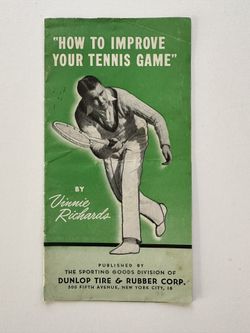 "HOW TO IMPROVE
YOUR TENNIS GAME"
BY
Vinnie
Richards
PUBLISHED BY
THE SPORTING GOODS DIVISION OF
DUNLOP TIRE & RUBBER CORP.
500 FIFTH AVENUE, NEW YORK CITY, 18